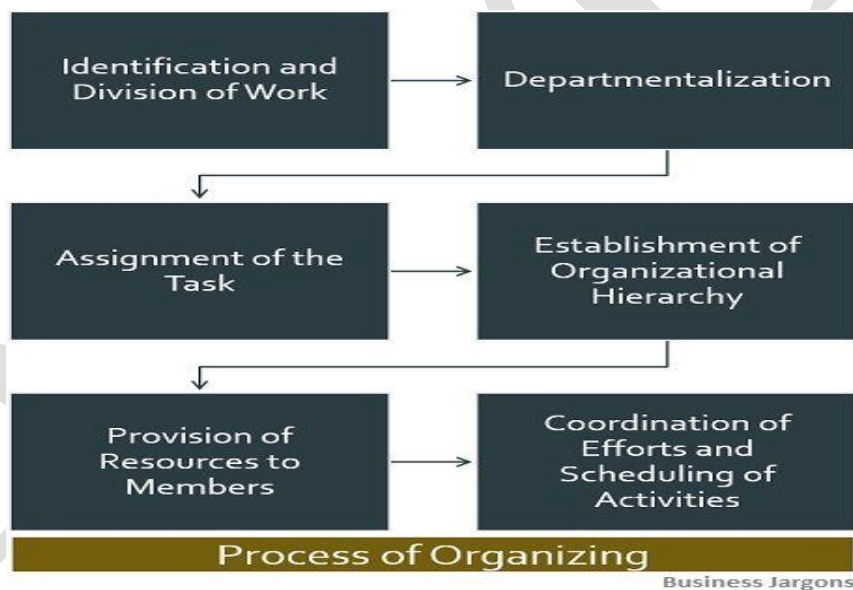 Identification and
Division of Work
Departmentalization
Assignment of the
Task
Establishment of
Organizational
Hierarchy
Provision of
Resources to
Members
Coordination of
Efforts and
Scheduling of
Activities
Process of Organizing
Business Jargons